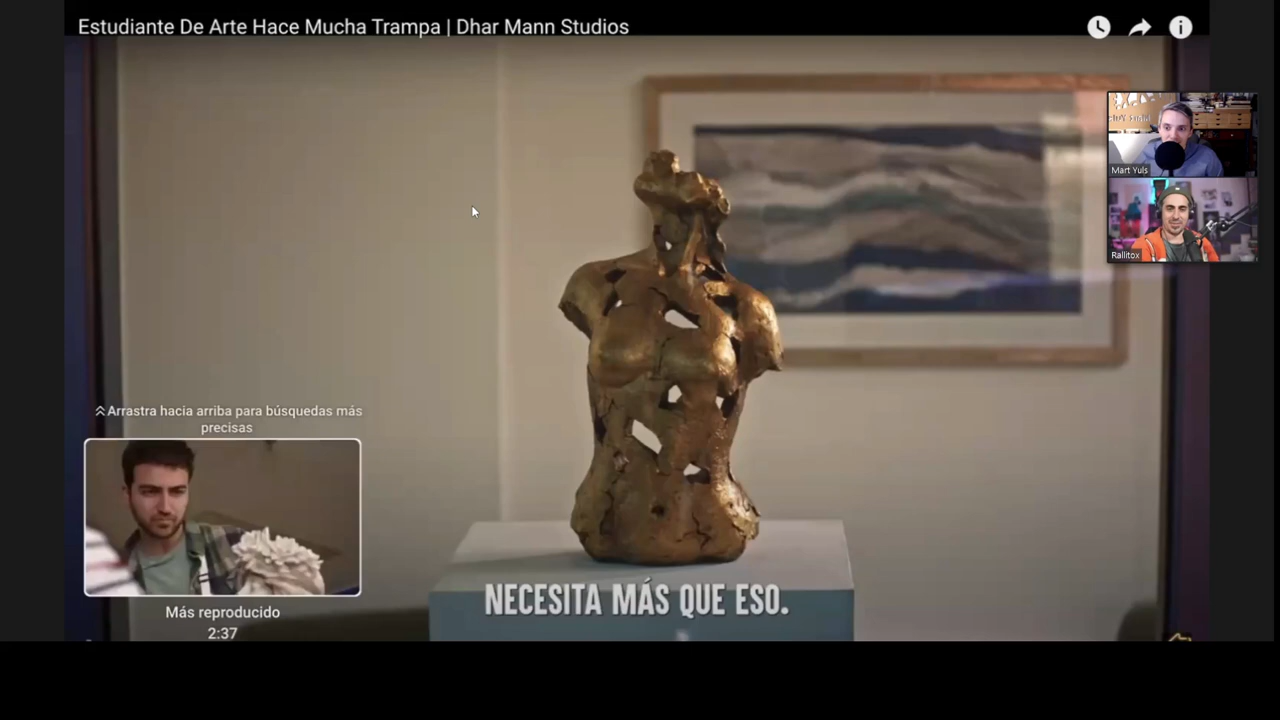 Estudiante De Arte Hace Mucha Trampa | Dhar Mann Studios
Mart Yuls
Rallitox
Arrastra hacia arriba para búsquedas más
precisas
Más reproducido
2:37
NECESITA MÁS QUE ESO.